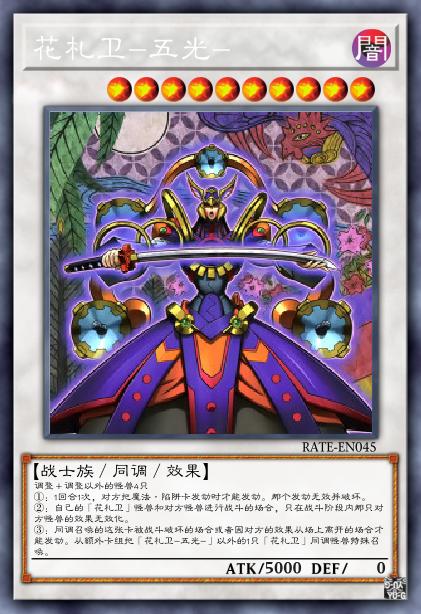 花札卫-五光-
闇
RATE-EN045
【战士族/同调/效果】
调整+调整以外的怪兽4只
①:1回合1次,对方把魔法·陷阱卡发动时才能发动。那个发动无效并破坏。
②:自己的「花札卫」怪兽和对方怪兽进行战斗的场合,只在战斗阶段内那只对
方怪兽的效果无效化。
③:同调召唤的这张卡被战斗破坏的场合或者因对方的效果从场上离开的场合才
能发动。从额外卡组把「花札卫-五光-」以外的1只「花札卫」同调怪兽特殊召
唤。
ATK/5000 DEF/ 0